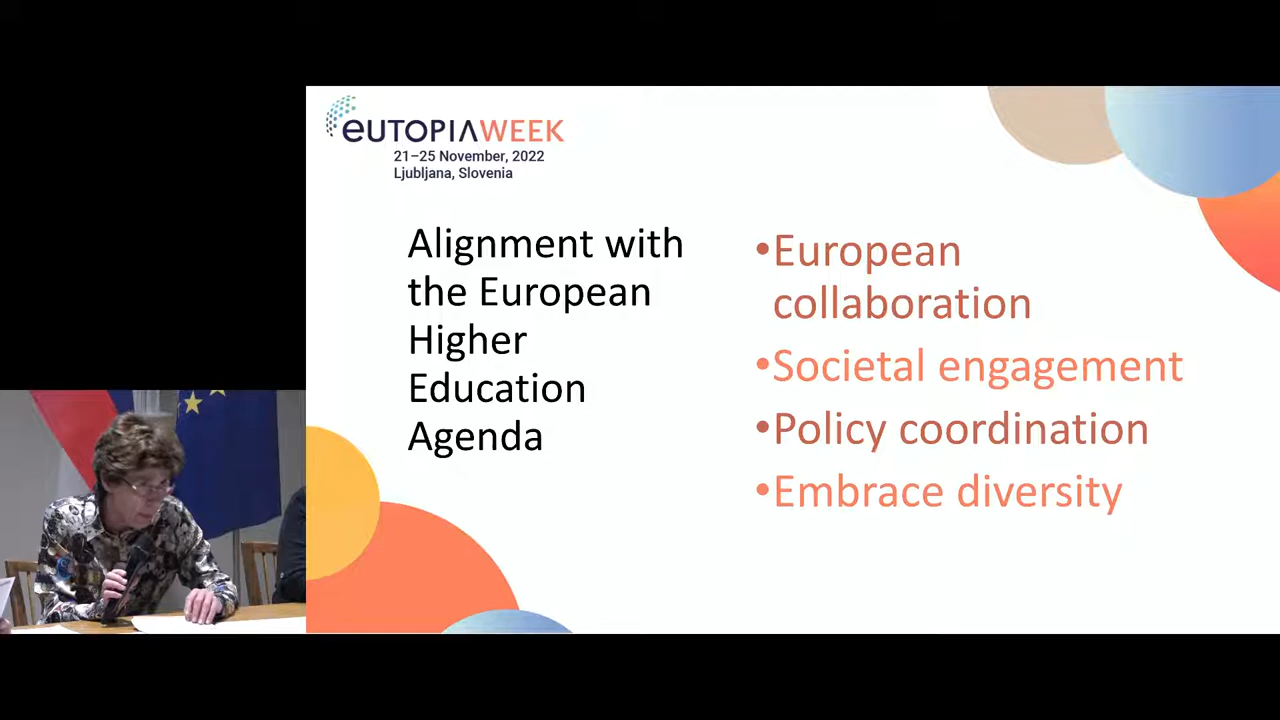 eUTOPIAWEEK
21–25 November, 2022
Ljubljana, Slovenia
Alignment with
the European
Higher
Education
Agenda
•European
collaboration
•Societal engagement
•Policy coordination
•Embrace diversity